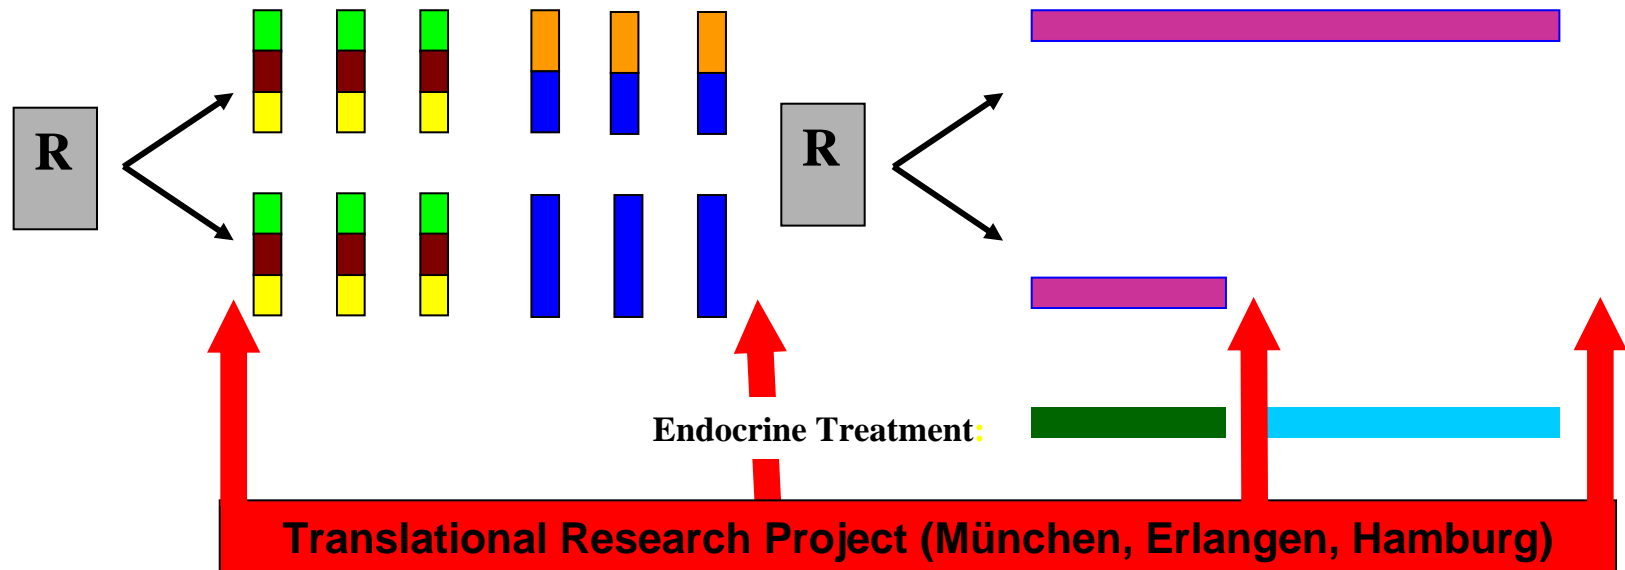 R
R
Endocrine Treatment:
Translational Research Project (München, Erlangen, Hamburg)